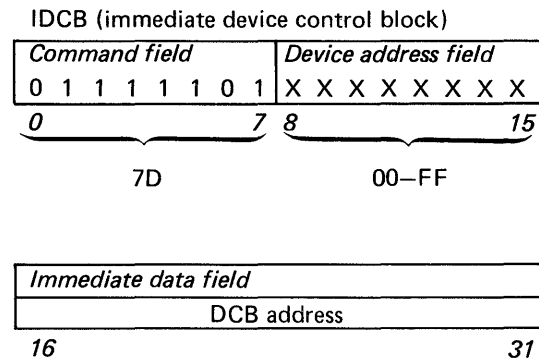 IDCB (immediate device control block)
Command field Device address field
0 1 1 1 1 1 0 1 X X X X X X X X
0 7 8 15
7D 00–FF
Immediate data field
DCB address
16 31